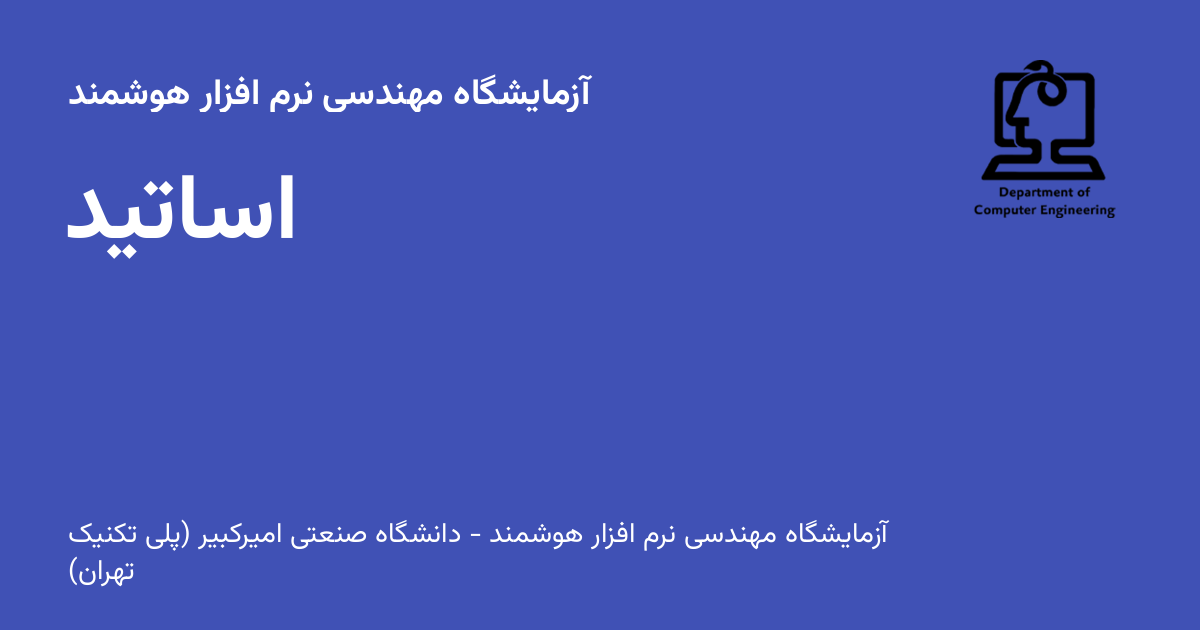 آزمایشگاه مهندسی نرم افزار هوشمند
اساتید
Department of
Computer Engineering
آزمایشگاه مهندسی نرم افزار هوشمند - دانشگاه صنعتی امیرکبیر (پلی تکنیک
تهران)